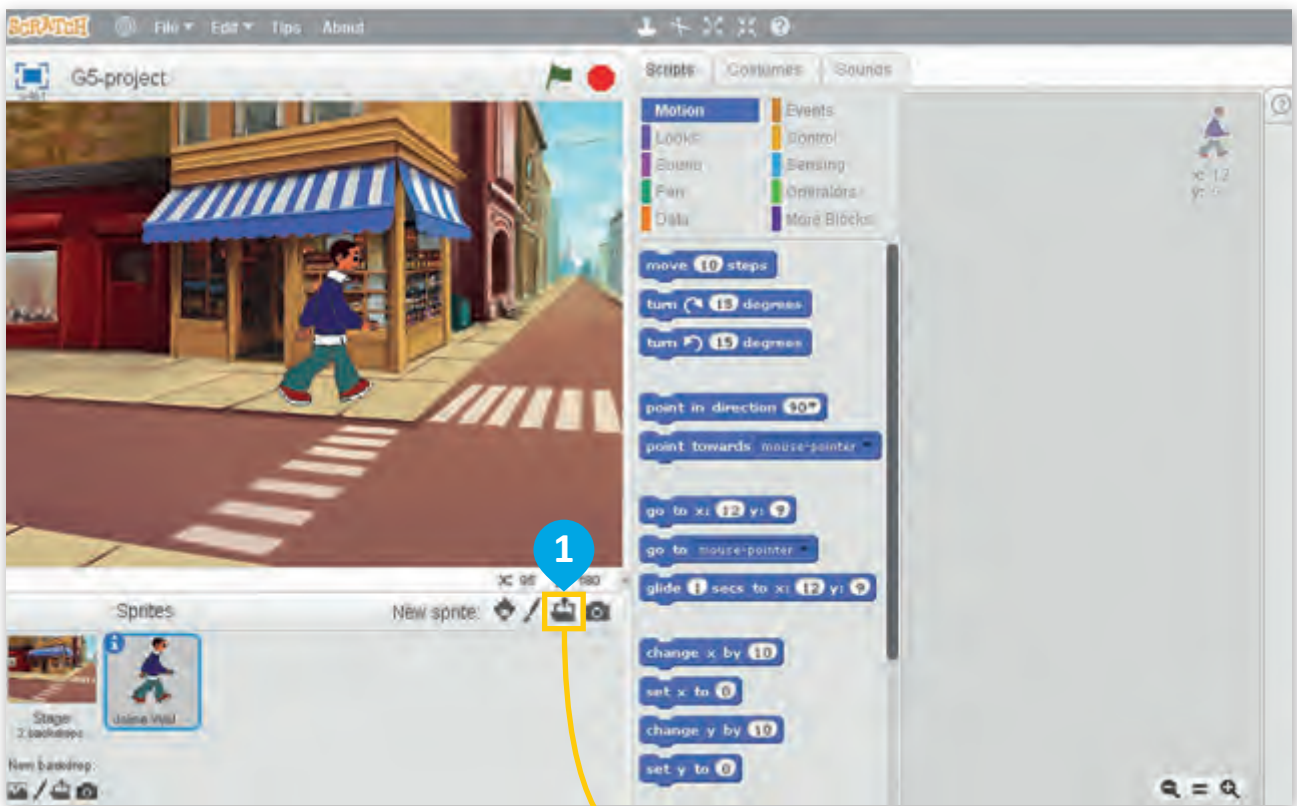 SCRATCH File Edit Tips About
G5-project
Scripts Costumes Sounds
Motion Events
Looks Control
Sound Sensing
Pen Operators
Data More Blocks
x: 12
move 10 steps
turn 15 degrees
turn 15 degrees
point in direction 90
point towards mouse-pointer
go to x: 12 y: 9
go to mouse-pointer
glide 1 secs to x: 12 y: 9
change x by 10
set x to 0
change y by 10
set y to 0
1
Sprites New sprite:
Stage
2 backdrops
New backdrop: